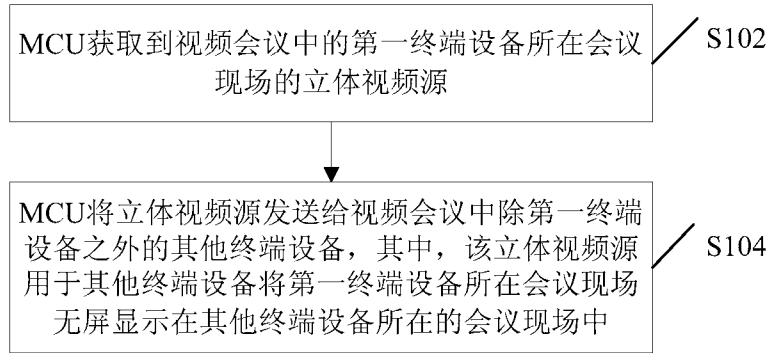 MCU获取到视频会议中的第一终端设备所在会议
现场的立体视频源
S102
MCU将立体视频源发送给视频会议中除第一终端
设备之外的其他终端设备，其中，该立体视频源
用于其他终端设备将第一终端设备所在会议现场
无屏显示在其他终端设备所在的会议现场中
S104